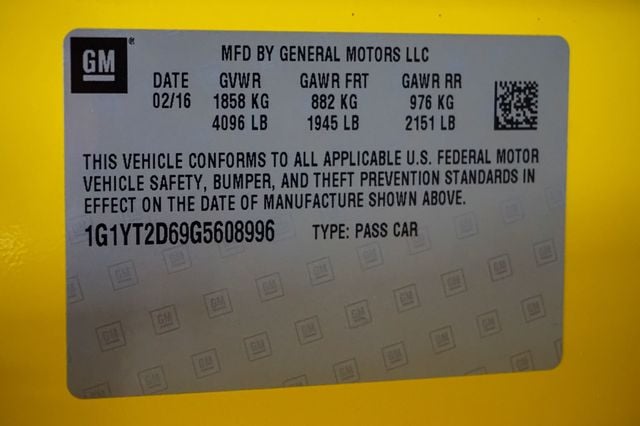 GM
MFD BY GENERAL MOTORS LLC
DATE GVWR GAWR FRT GAWR RR
02/16 1858 KG 882 KG 976 KG
4096 LB 1945 LB 2151 LB
THIS VEHICLE CONFORMS TO ALL APPLICABLE U.S. FEDERAL MOTOR
VEHICLE SAFETY, BUMPER, AND THEFT PREVENTION STANDARDS IN
EFFECT ON THE DATE OF MANUFACTURE SHOWN ABOVE.
1G1YT2D69G5608996 TYPE: PASS CAR